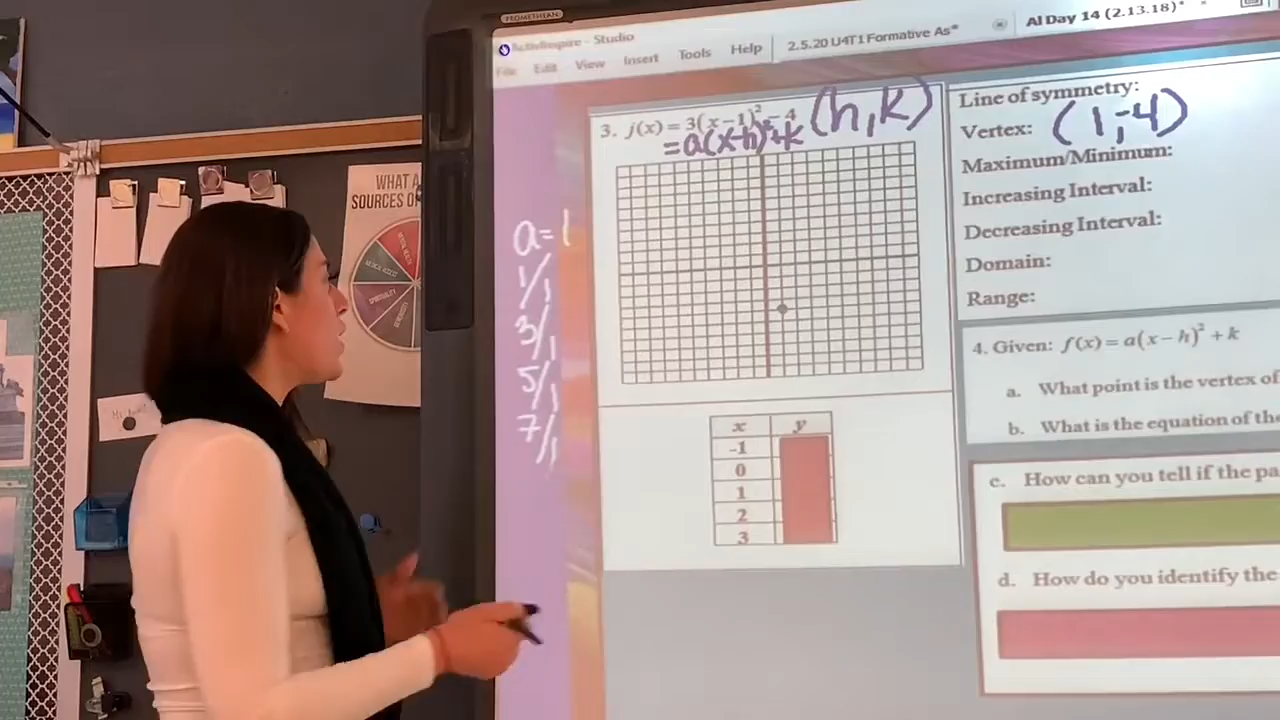 PROMETHEAN
ActivInspire - Studio
File Edit View Insert Tools Help
2.5.20 U4T1 Formative As*
AI Day 14 (2.13.18)*
3. j(x) = 3(x−1)² − 4
= a(x-h)²+k
(h,k)
Line of symmetry:
Vertex: (1,-4)
Maximum/Minimum:
Increasing Interval:
Decreasing Interval:
Domain:
Range:
a=1
1/1
3/1
5/1
7/1
x y
-1
0
1
2
3
4. Given: f(x) = a(x − h)² + k
a. What point is the vertex of
b. What is the equation of the
c. How can you tell if the pa
d. How do you identify the
WHAT A
SOURCES OF
SPIRITUALITY
GENEROSITY